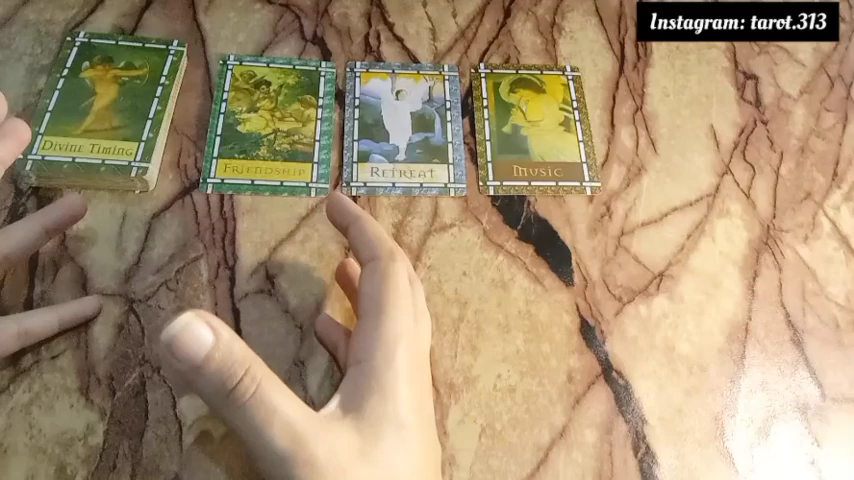 Instagram: tarot.313
Divine Timing
Friendship
Retreat
Music